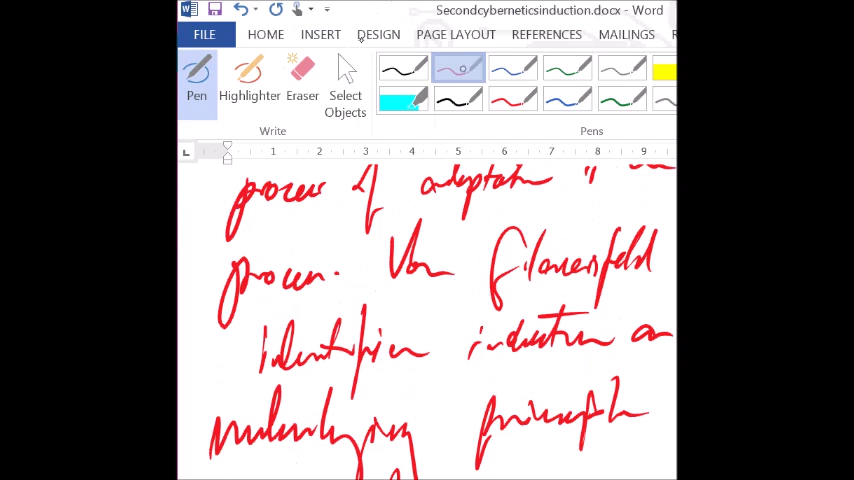 Secondcyberneticsinduction.docx - Word
FILE HOME INSERT DESIGN PAGE LAYOUT REFERENCES MAILINGS R
Pen Highlighter Eraser Select Objects
Write Pens
1 2 3 4 5 6 7 8 9
process of adaptation "
process. Von Glasersfeld
identifies induction as
underlying principle